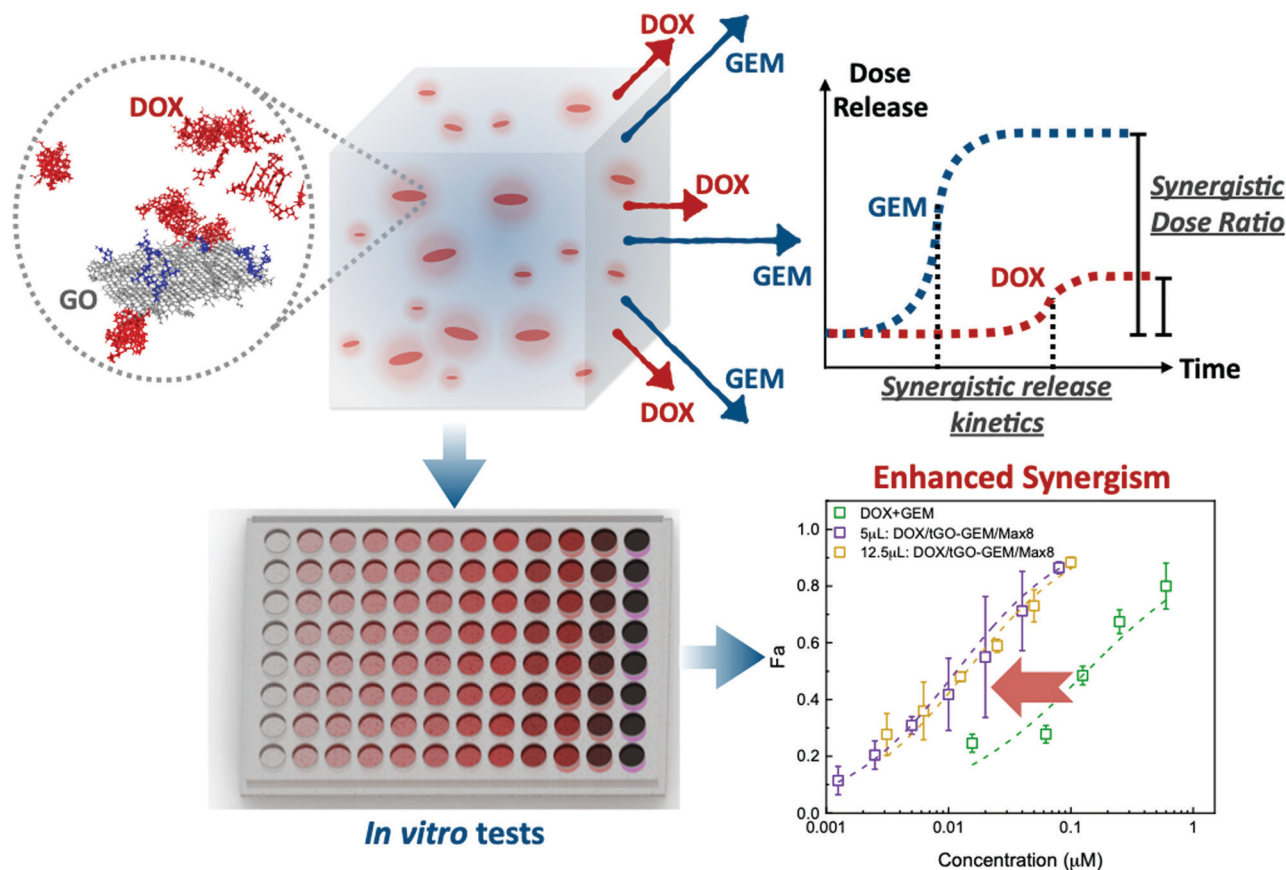 DOX
GO
DOX
GEM
DOX
GEM
GEM
DOX
Dose
Release
GEM
DOX
Synergistic
Dose Ratio
Time
Synergistic release
kinetics
In vitro tests
Enhanced Synergism
DOX+GEM
5μL: DOX/tGO-GEM/Max8
12.5μL: DOX/tGO-GEM/Max8
Fa
1.0
0.8
0.6
0.4
0.2
0.0
0.001
0.01
0.1
1
Concentration (μM)